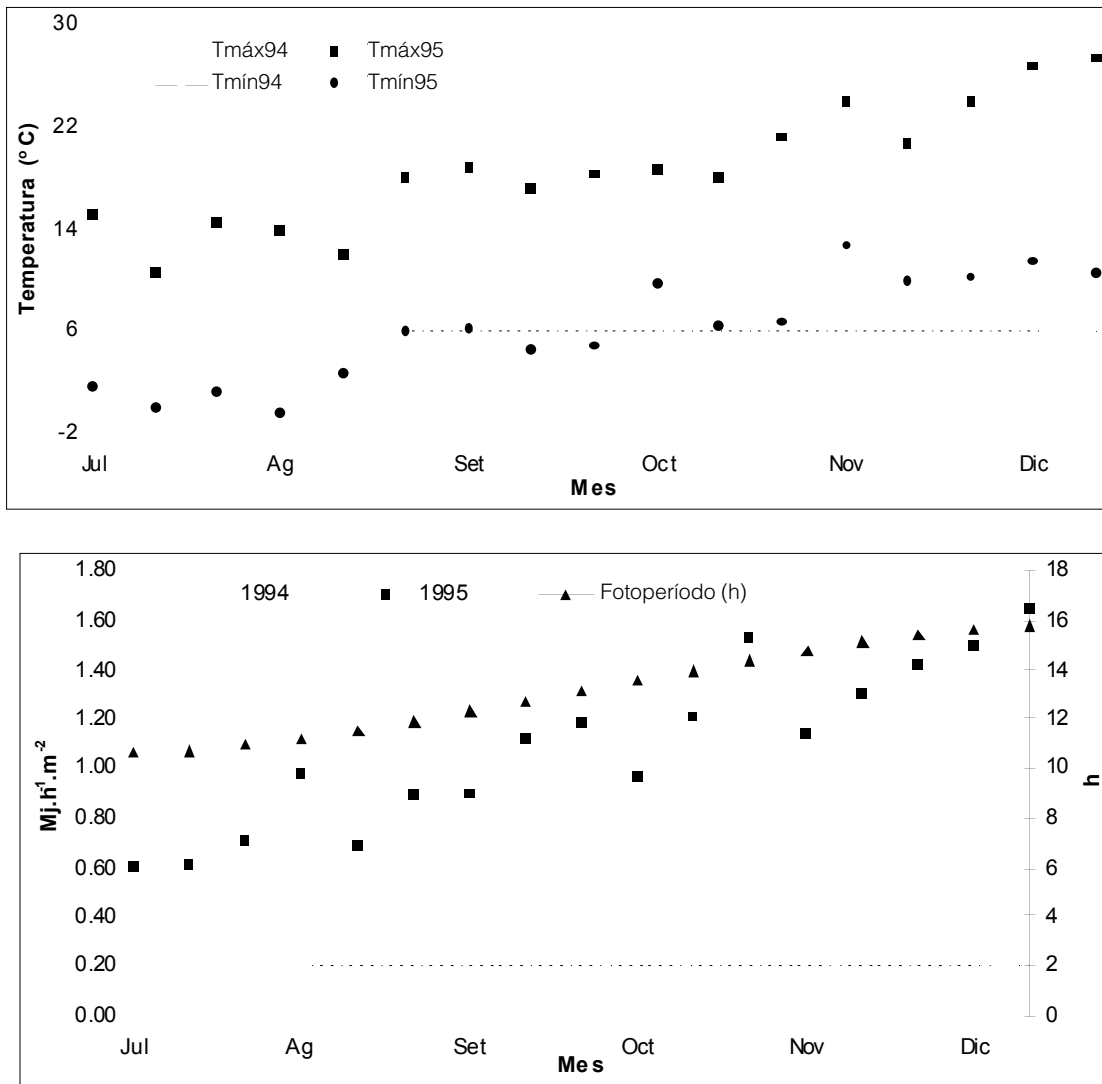 30
Tmáx94 Tmáx95
Tmín94 Tmín95
22
14
6
-2
Temperatura (º C)
Jul Ag Set Oct Nov Dic
Mes
1.80 18
1994 1995 Fotoperíodo (h)
1.60 16
1.40 14
1.20 12
1.00 10
0.80 8
0.60 6
0.40 4
0.20 2
0.00 0
Mj.h-1.m-2
h
Jul Ag Set Oct Nov Dic
Mes